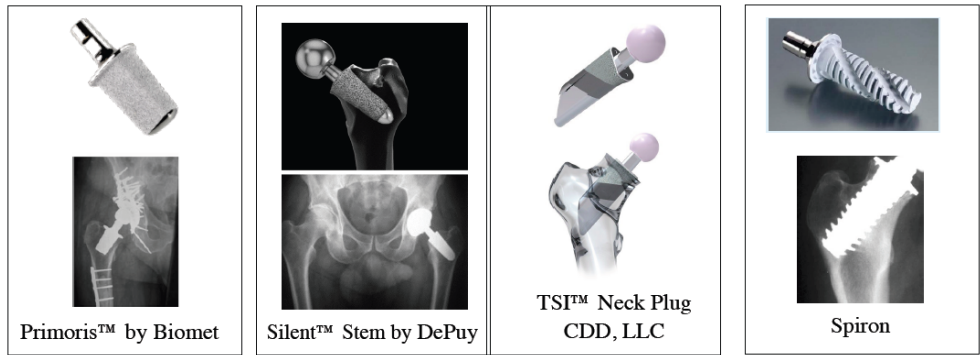 Primoris™ by Biomet
Silent™ Stem by DePuy
TSI™ Neck Plug
CDD, LLC
Spiron